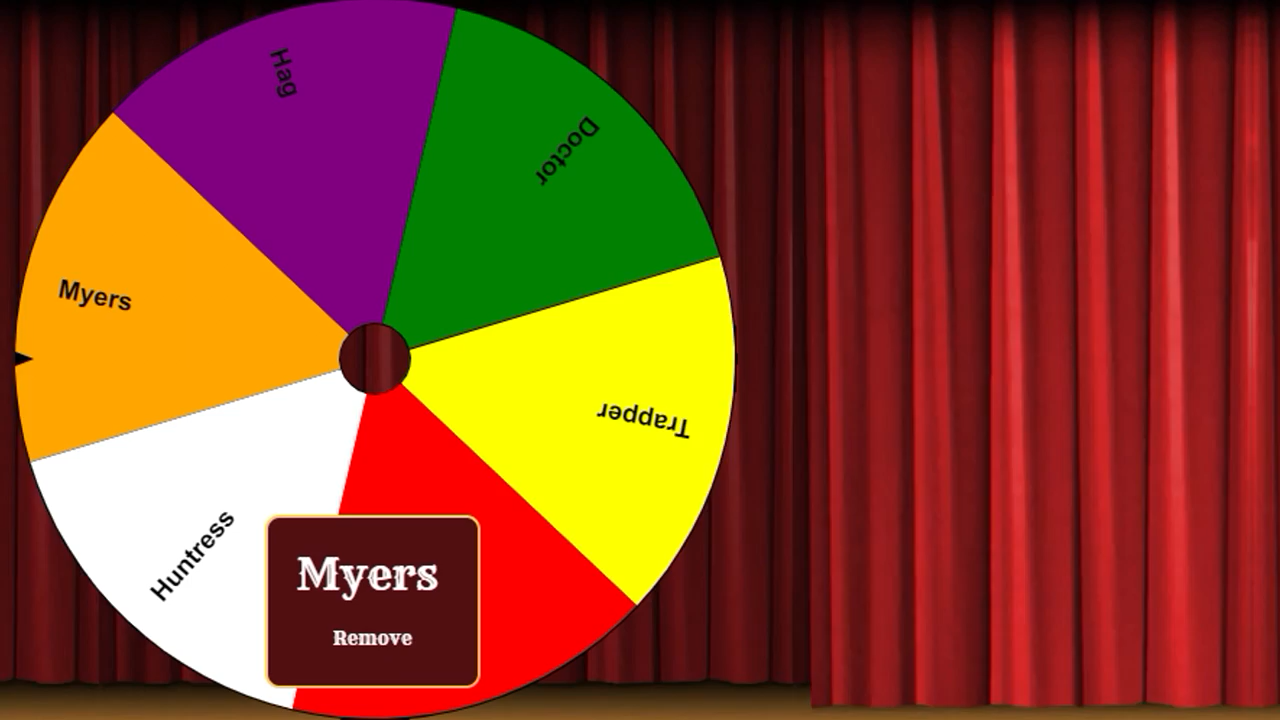 Hag
Doctor
Myers
Trapper
Huntress
Myers
Remove